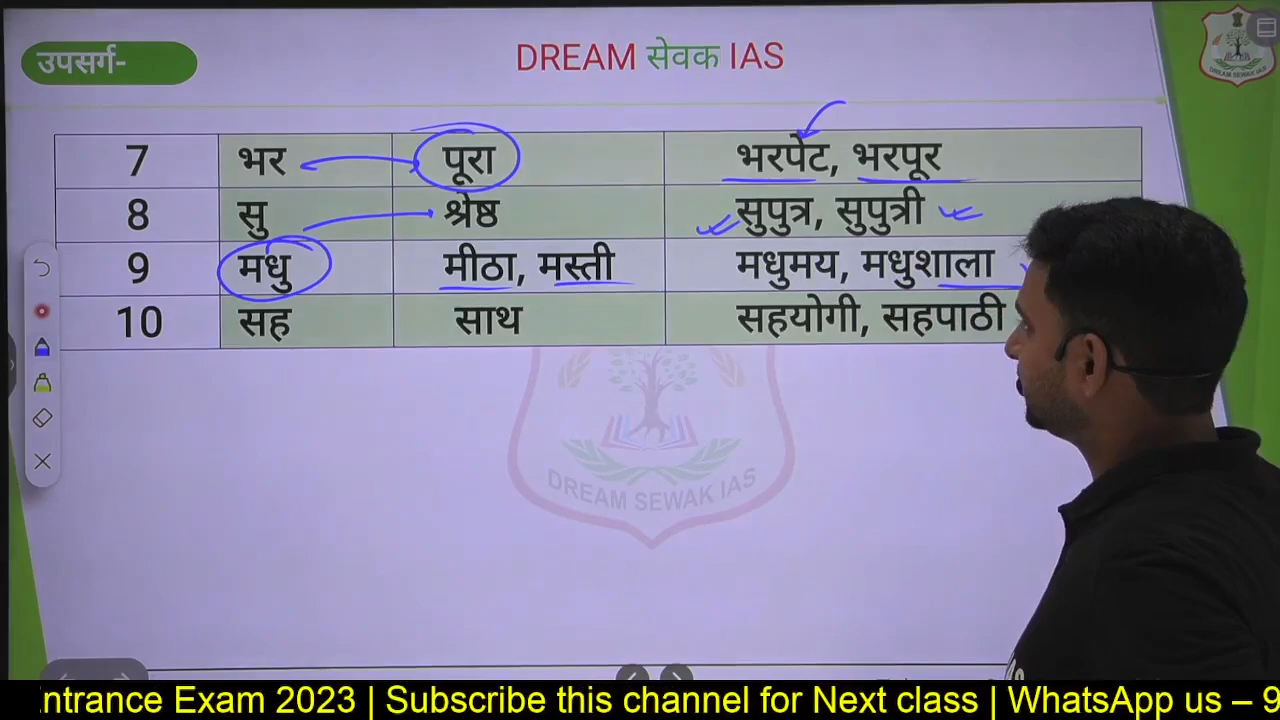 उपसर्ग-
DREAM सेवक IAS
7 भर पूरा भरपेट, भरपूर
8 सु श्रेष्ठ सुपुत्र, सुपुत्री
9 मधु मीठा, मस्ती मधुमय, मधुशाला
10 सह साथ सहयोगी, सहपाठी
DREAM SEWAK IAS
ntrance Exam 2023 | Subscribe this channel for Next class | WhatsApp us – 9